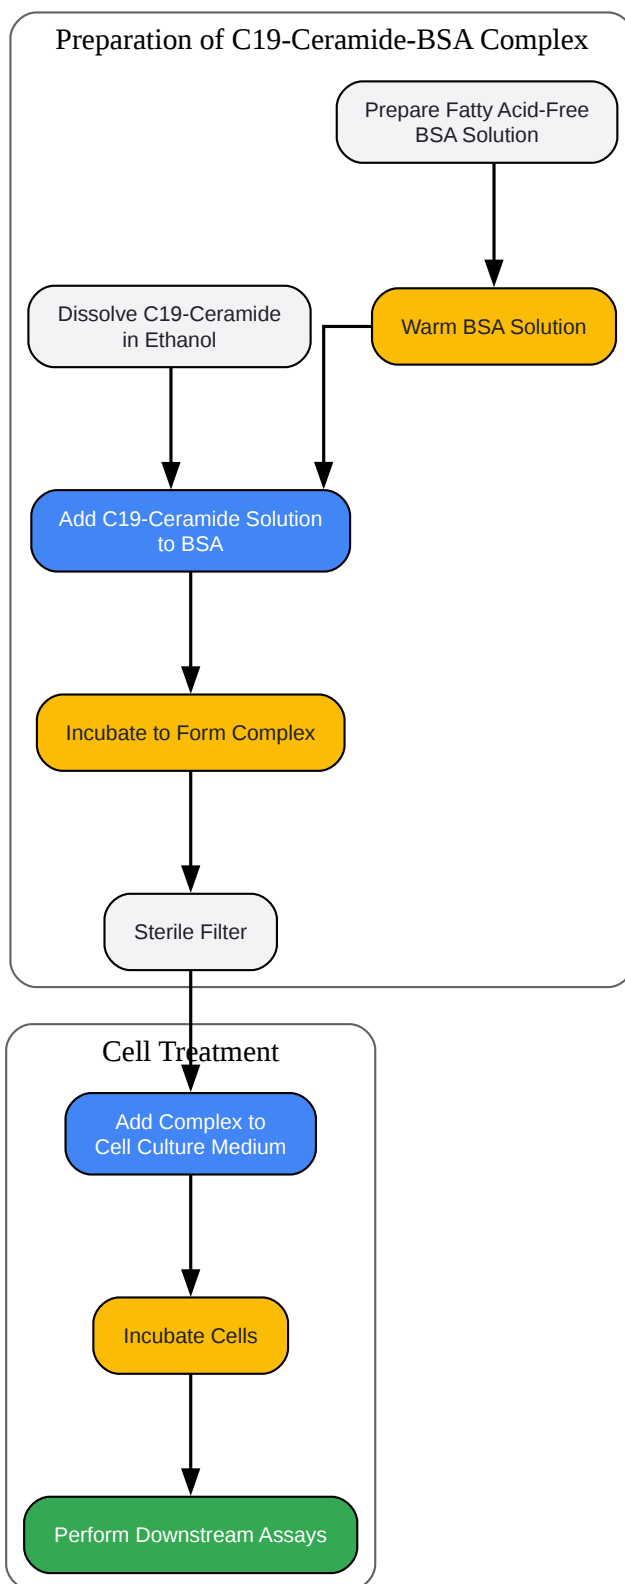 Preparation of C19-Ceramide-BSA Complex
Prepare Fatty Acid-Free
BSA Solution
Dissolve C19-Ceramide
in Ethanol
Warm BSA Solution
Add C19-Ceramide Solution
to BSA
Incubate to Form Complex
Sterile Filter
Cell Treatment
Add Complex to
Cell Culture Medium
Incubate Cells
Perform Downstream Assays